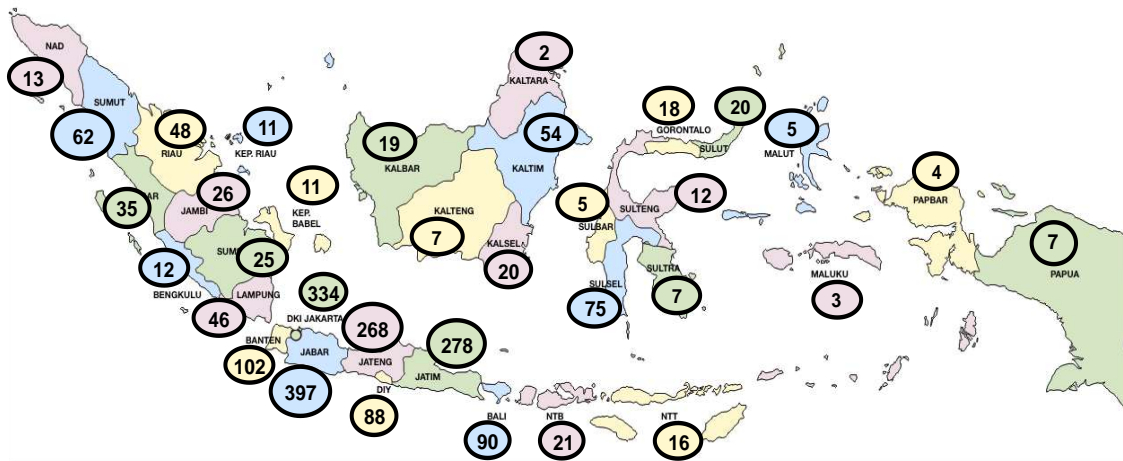 NAD
13
SUMUT
62
48
RIAU
11
KEP. RIAU
35
AR
26
JAMBI
11
KEP.
BABEL
12
BENGKULU
SUM
25
46
LAMPUNG
334
DKI JAKARTA
BANTEN
102
JABAR
397
268
JATENG
DIY
88
278
JATIM
BALI
90
NTB
21
NTT
16
19
KALBAR
2
KALTARA
54
KALTIM
KALTENG
7
KALSEL
20
18
GORONTALO
20
SULUT
5
SULBAR
SULTENG
12
SULSEL
75
SULTRA
7
5
MALUT
MALUKU
3
4
PAPBAR
7
PAPUA